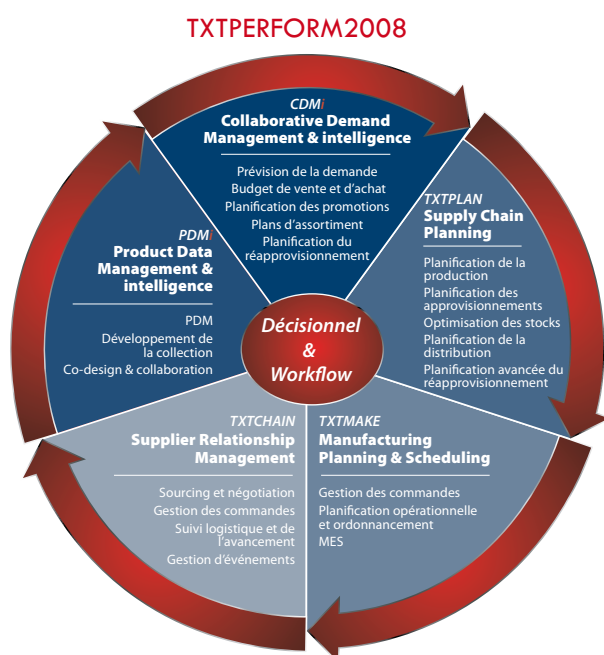 TXTPERFORM2008
CDMi
Collaborative Demand
Management & intelligence
Prévision de la demande
Budget de vente et d'achat
Planification des promotions
Plans d'assortiment
Planification du
réapprovisionnement
TXTPLAN
Supply Chain
Planning
Planification de la
production
Planification des
approvisionnements
Optimisation des stocks
Planification de la
distribution
Planification avancée du
réapprovisionnement
TXTMAKE
Manufacturing
Planning & Scheduling
Gestion des commandes
Planification opérationnelle
et ordonnancement
MES
TXTCHAIN
Supplier Relationship
Management
Sourcing et négotiation
Gestion des commandes
Suivi logistique et de
l'avancement
Gestion d'événements
PDMi
Product Data
Management &
intelligence
PDM
Développement de
la collection
Co-design & collaboration
Décisionnel
&
Workflow